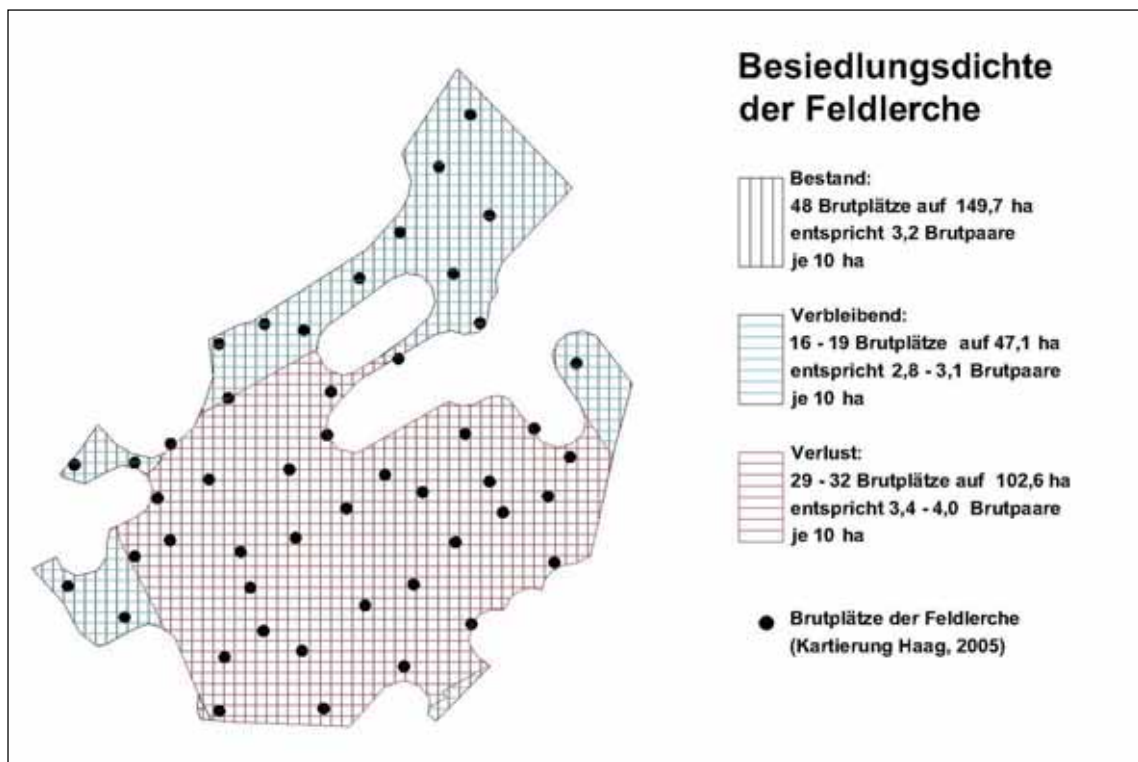 Besiedlungsdichte
der Feldlerche
Bestand:
48 Brutplätze auf 149,7 ha
entspricht 3,2 Brutpaare
je 10 ha
Verbleibend:
16 - 19 Brutplätze auf 47,1 ha
entspricht 2,8 - 3,1 Brutpaare
je 10 ha
Verlust:
29 - 32 Brutplätze auf 102,6 ha
entspricht 3,4 - 4,0 Brutpaare
je 10 ha
Brutplätze der Feldlerche
(Kartierung Haag, 2005)